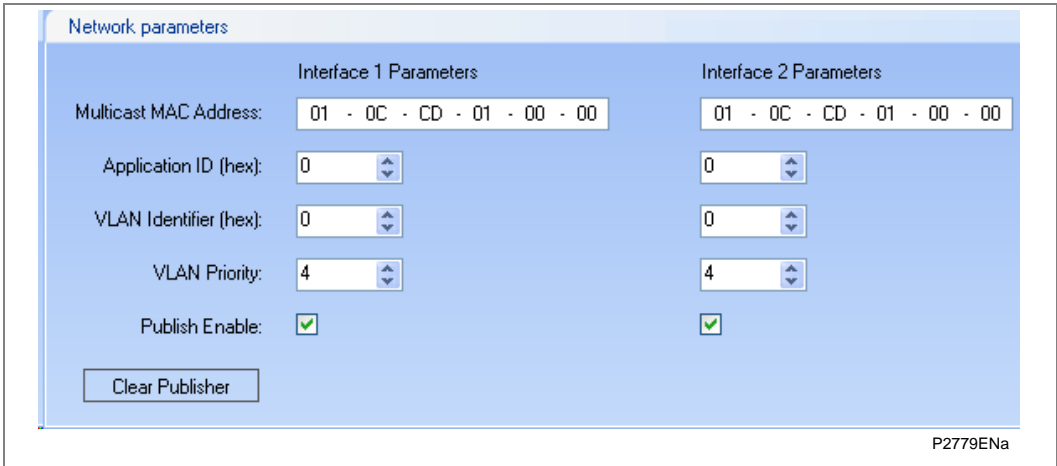 Network parameters
Interface 1 Parameters Interface 2 Parameters
Multicast MAC Address: 01 - 0C - CD - 01 - 00 - 00 01 - 0C - CD - 01 - 00 - 00
Application ID (hex): 0 0
VLAN Identifier (hex): 0 0
VLAN Priority: 4 4
Publish Enable:
Clear Publisher
P2779ENa